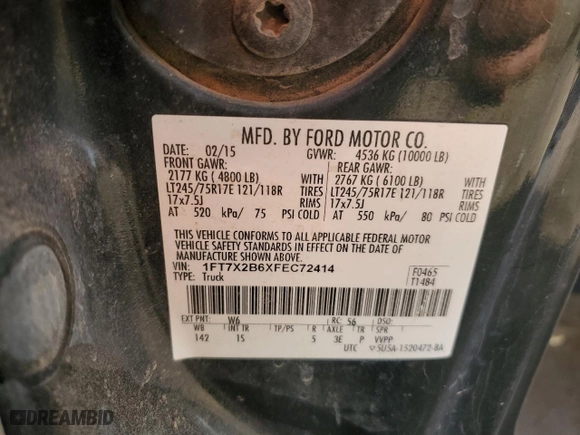 MFD. BY FORD MOTOR CO.
DATE: 02/15 GVWR: 4536 KG (10000 LB)
FRONT GAWR: REAR GAWR:
2177 KG ( 4800 LB) WITH 2767 KG ( 6100 LB) WITH
LT245/75R17E 121/118R TIRES LT245/75R17E 121/118R TIRES
17x7.5J RIMS 17x7.5J RIMS
AT 520 kPa/ 75 PSI COLD AT 550 kPa/ 80 PSI COLD
THIS VEHICLE CONFORMS TO ALL APPLICABLE FEDERAL MOTOR
VEHICLE SAFETY STANDARDS IN EFFECT ON THE DATE OF
MANUFACTURE SHOWN ABOVE.
VIN: 1FT7X2B6XFEC72414 F0465
TYPE: Truck T1484
EXT PNT: W6 RC: 56 DSO:
WB INT TR TP/PS R AXLE TR SPR
142 IS 5 3E P VVPP
UTC 5U5A-1520472-BA
DREAMBID